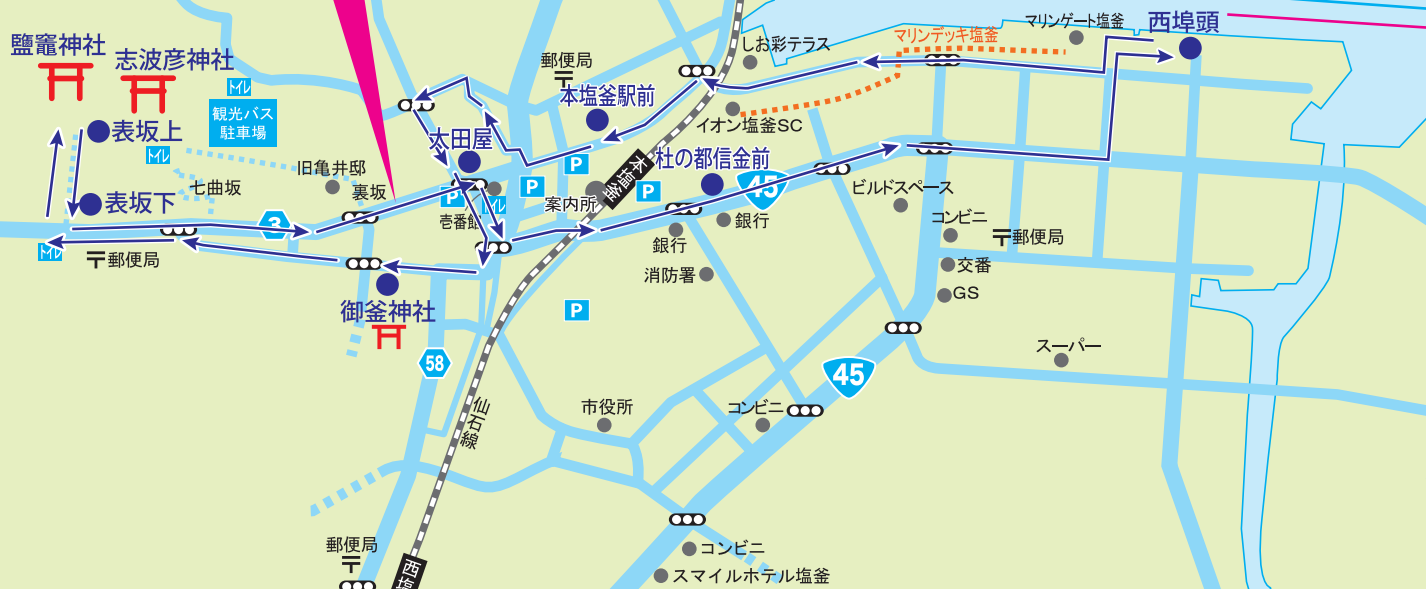 鹽竈神社
志波彦神社
トイレ
観光バス
駐車場
表坂上
トイレ
表坂下
七曲坂
旧亀井邸
裏坂
3
トイレ
郵便局
御釜神社
58
太田屋
P
壱番館
トイレ
郵便局
本塩釜駅前
P
P
P
案内所
本塩釜
しお彩テラス
イオン塩釜SC
マリンデッキ塩釜
マリンゲート塩釜
西埠頭
杜の都信金前
45
銀行
銀行
消防署
P
ビルドスペース
コンビニ
郵便局
交番
GS
スーパー
45
コンビニ
市役所
仙石線
郵便局
西塩
コンビニ
スマイルホテル塩釜